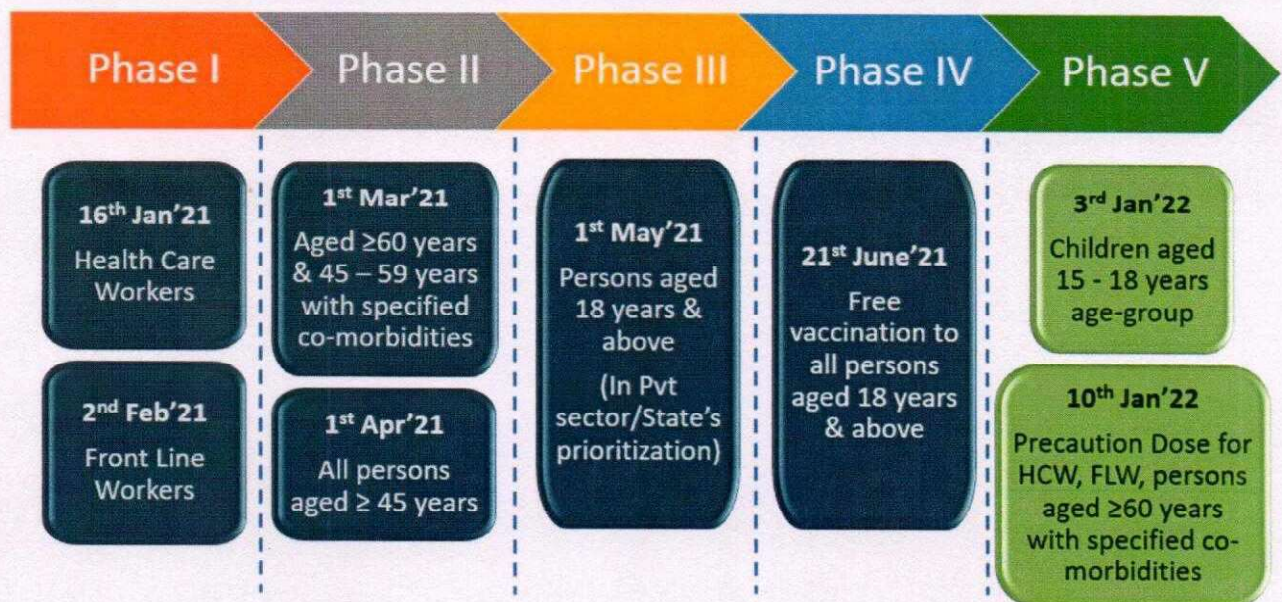 Phase I
Phase II
Phase III
Phase IV
Phase V
16th Jan'21
Health Care
Workers
2nd Feb'21
Front Line
Workers
1st Mar'21
Aged ≥60 years
& 45 – 59 years
with specified
co-morbidities
1st Apr'21
All persons
aged ≥ 45 years
1st May'21
Persons aged
18 years &
above
(In Pvt
sector/State's
prioritization)
21st June'21
Free
vaccination to
all persons
aged 18 years
& above
3rd Jan'22
Children aged
15 - 18 years
age-group
10th Jan'22
Precaution Dose for
HCW, FLW, persons
aged ≥60 years
with specified co-
morbidities